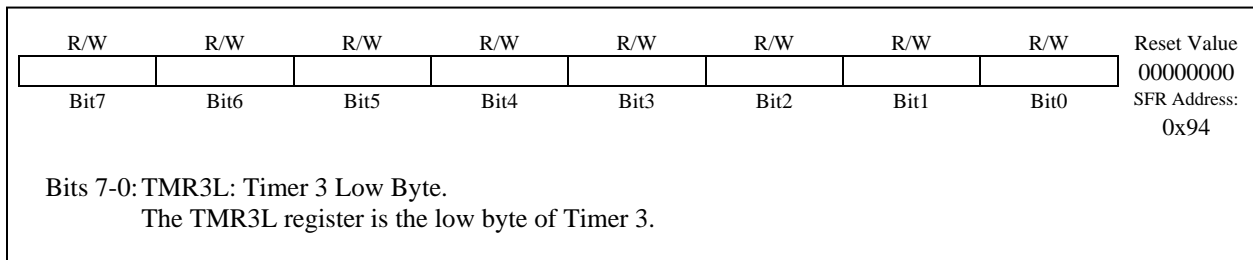 R/W R/W R/W R/W R/W R/W R/W R/W Reset Value
00000000
Bit7 Bit6 Bit5 Bit4 Bit3 Bit2 Bit1 Bit0 SFR Address:
0x94
Bits 7-0: TMR3L: Timer 3 Low Byte.
The TMR3L register is the low byte of Timer 3.